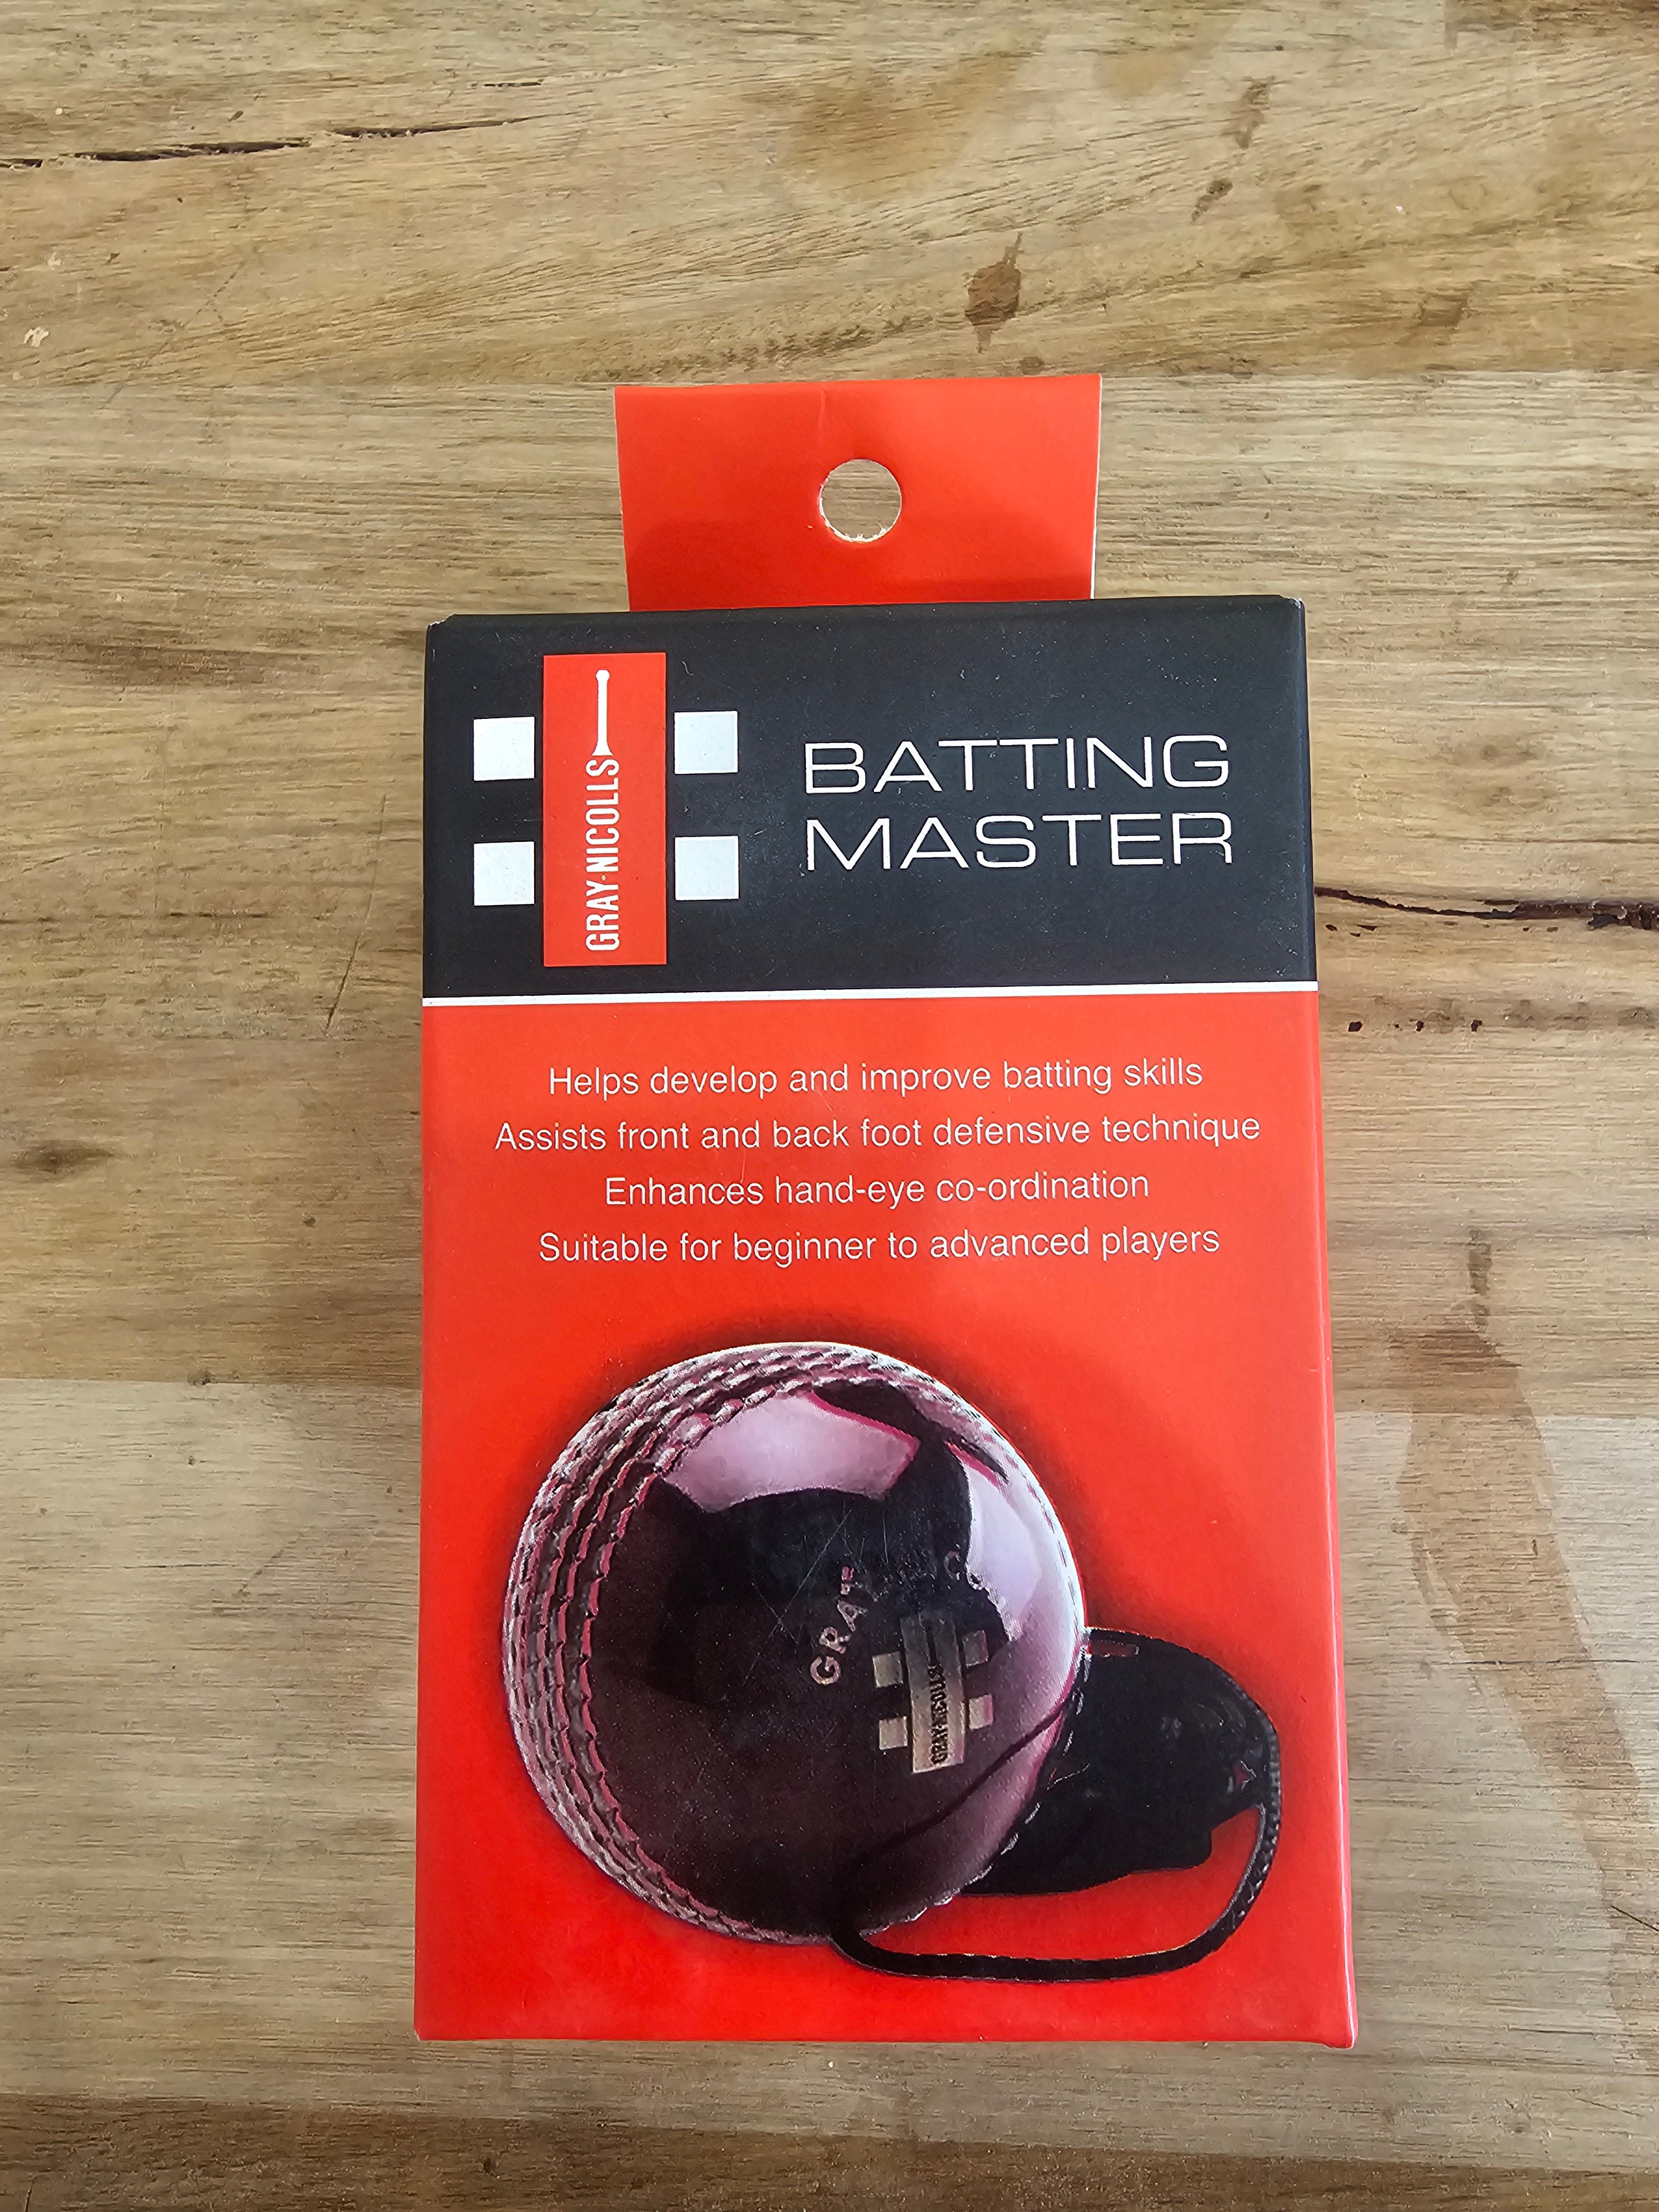 GRAY-NICOLLS
BATTING
MASTER
Helps develop and improve batting skills
Assists front and back foot defensive technique
Enhances hand-eye co-ordination
Suitable for beginner to advanced players
GRAY-NICOLLS